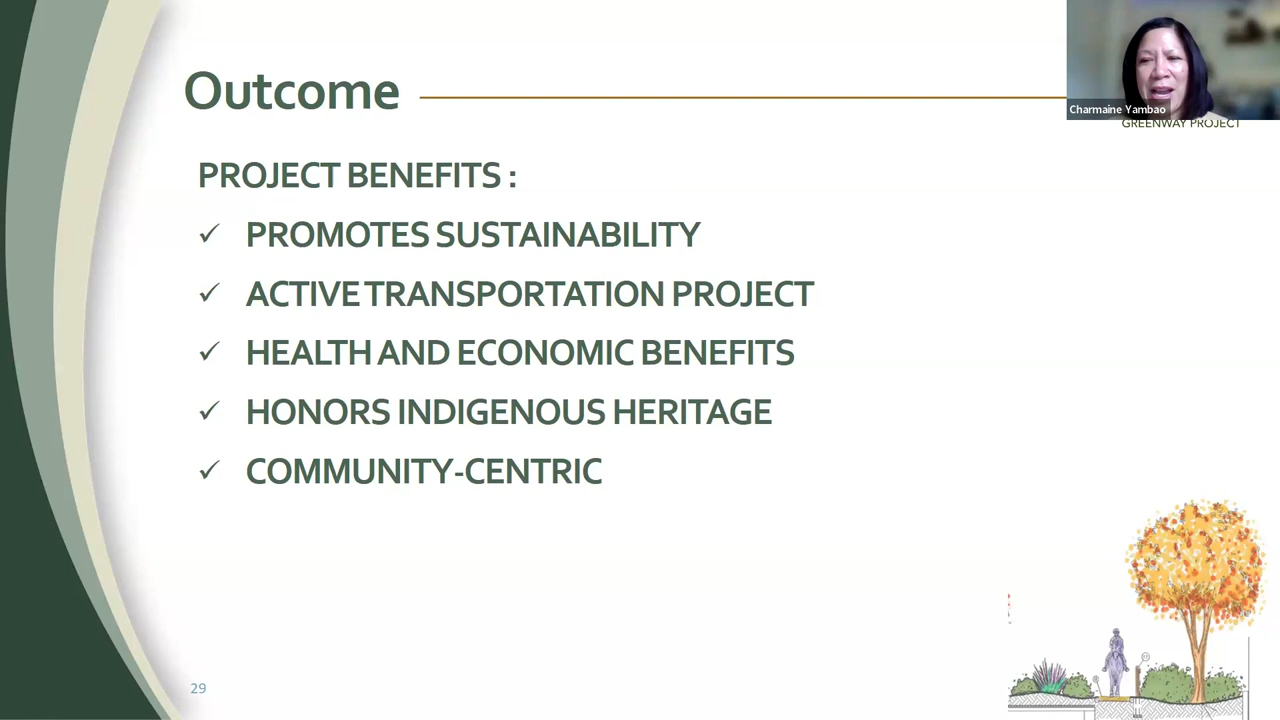 Outcome
Charmaine Yambao
GREENWAY PROJECT
PROJECT BENEFITS :
✓ PROMOTES SUSTAINABILITY
✓ ACTIVE TRANSPORTATION PROJECT
✓ HEALTH AND ECONOMIC BENEFITS
✓ HONORS INDIGENOUS HERITAGE
✓ COMMUNITY-CENTRIC
29